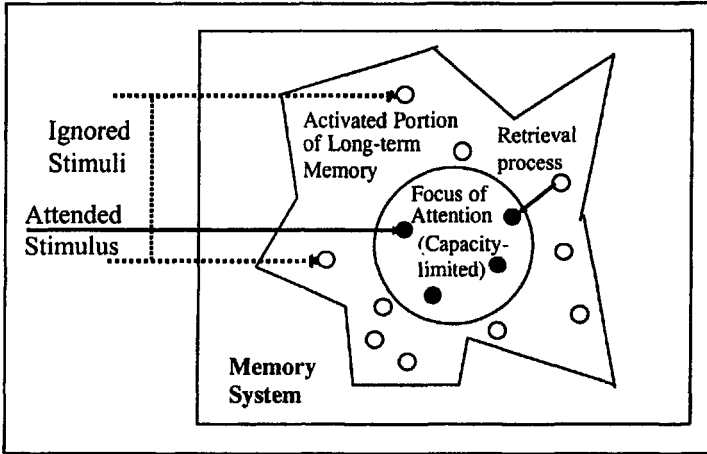 Ignored
Stimuli
Attended
Stimulus
Activated Portion
of Long-term
Memory
Retrieval
process
Focus of
Attention
(Capacity-
limited)
Memory
System